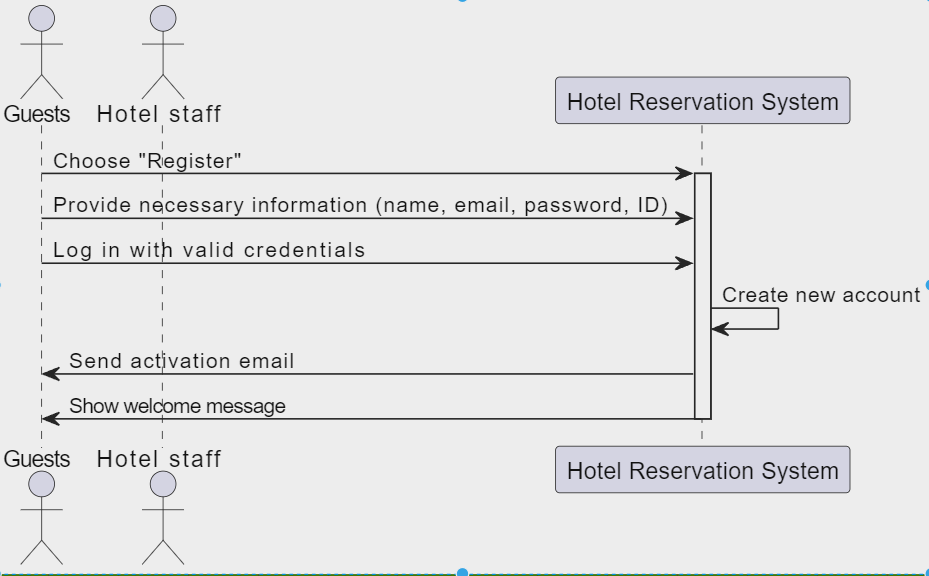 Guests Hotel staff
Hotel Reservation System
Choose "Register"
Provide necessary information (name, email, password, ID)
Log in with valid credentials
Create new account
Send activation email
Show welcome message
Guests Hotel staff
Hotel Reservation System